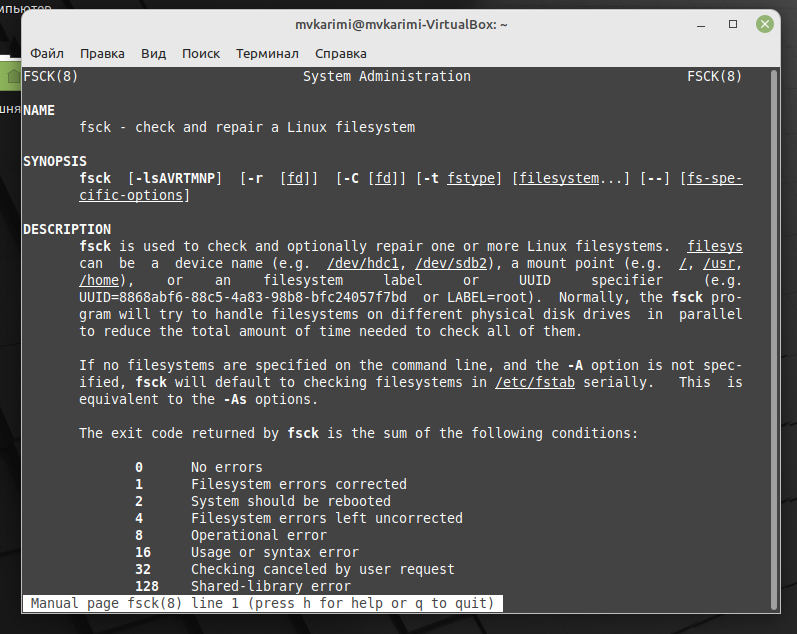 мпьютер
mvkarimi@mvkarimi-VirtualBox: ~
Файл Правка Вид Поиск Терминал Справка
FSCK(8) System Administration FSCK(8)
NAME
fsck - check and repair a Linux filesystem
SYNOPSIS
fsck [-lsAVRTMNP] [-r [fd]] [-C [fd]] [-t fstype] [filesystem...] [--] [fs-spe-
cific-options]
DESCRIPTION
fsck is used to check and optionally repair one or more Linux filesystems. filesys
can be a device name (e.g. /dev/hdc1, /dev/sdb2), a mount point (e.g. /, /usr,
/home), or an filesystem label or UUID specifier (e.g.
UUID=8868abf6-88c5-4a83-98b8-bfc24057f7bd or LABEL=root). Normally, the fsck pro-
gram will try to handle filesystems on different physical disk drives in parallel
to reduce the total amount of time needed to check all of them.
If no filesystems are specified on the command line, and the -A option is not spec-
ified, fsck will default to checking filesystems in /etc/fstab serially. This is
equivalent to the -As options.
The exit code returned by fsck is the sum of the following conditions:
0 No errors
1 Filesystem errors corrected
2 System should be rebooted
4 Filesystem errors left uncorrected
8 Operational error
16 Usage or syntax error
32 Checking canceled by user request
128 Shared-library error
Manual page fsck(8) line 1 (press h for help or q to quit)
шня